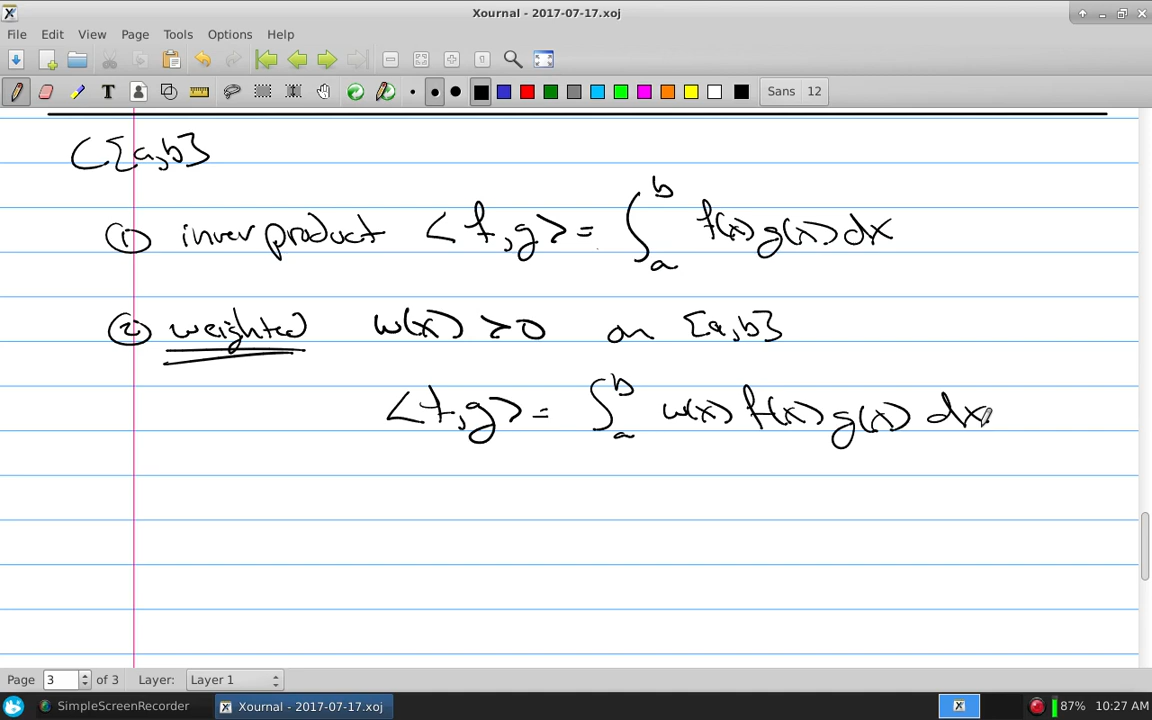 Xournal - 2017-07-17.xoj
File Edit View Page Tools Options Help
Sans 12
C[a,b]
① inner product <f,g> = ∫_a^b f(x)g(x)dx
② weighted w(x) > 0 on [a,b]
<f,g> = ∫_a^b w(x) f(x) g(x) dx
Page 3 of 3 Layer: Layer 1
SimpleScreenRecorder Xournal - 2017-07-17.xoj 87% 10:27 AM